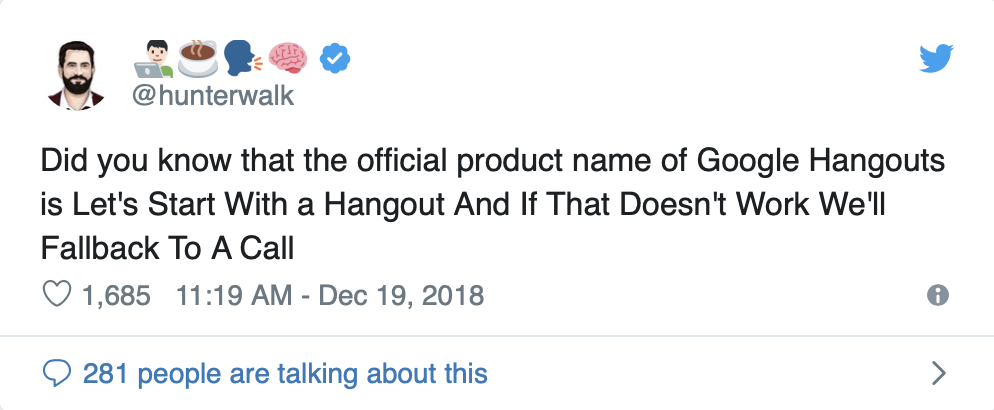 👨🏻‍💻☕🗣🧠
@hunterwalk
Did you know that the official product name of Google Hangouts
is Let's Start With a Hangout And If That Doesn't Work We'll
Fallback To A Call
1,685 11:19 AM - Dec 19, 2018
281 people are talking about this